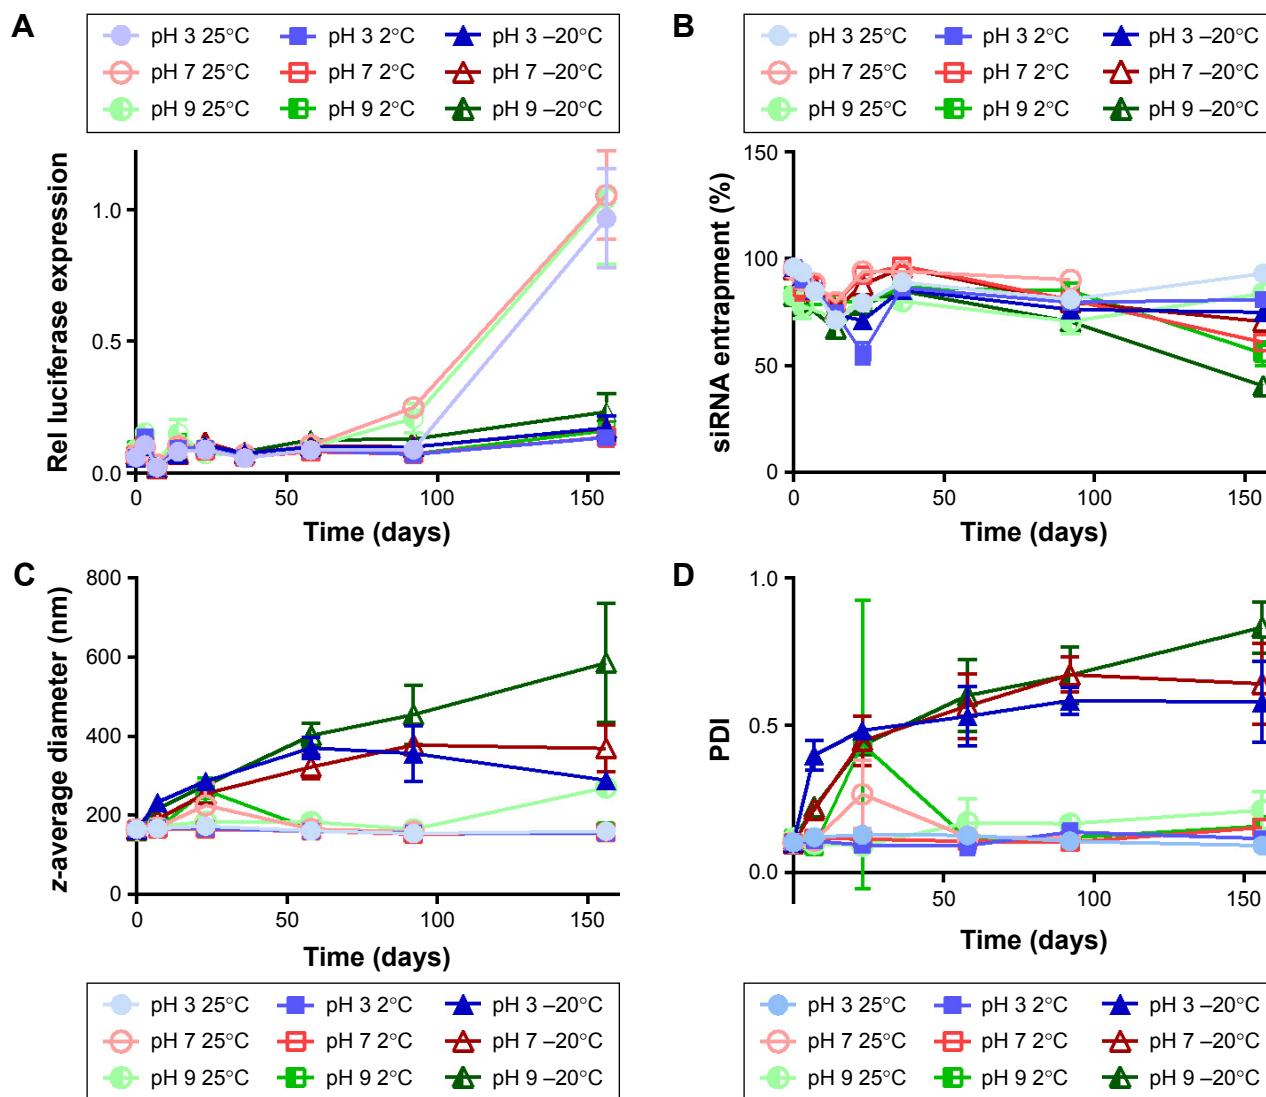 A
pH 3 25°C pH 3 2°C pH 3 –20°C
pH 7 25°C pH 7 2°C pH 7 –20°C
pH 9 25°C pH 9 2°C pH 9 –20°C
Rel luciferase expression
1.0
0.5
0.0
0 50 100 150
Time (days)
B
pH 3 25°C pH 3 2°C pH 3 –20°C
pH 7 25°C pH 7 2°C pH 7 –20°C
pH 9 25°C pH 9 2°C pH 9 –20°C
siRNA entrapment (%)
150
100
50
0
0 50 100 150
Time (days)
C
z-average diameter (nm)
800
600
400
200
0
0 50 100 150
Time (days)
pH 3 25°C pH 3 2°C pH 3 –20°C
pH 7 25°C pH 7 2°C pH 7 –20°C
pH 9 25°C pH 9 2°C pH 9 –20°C
D
PDI
1.0
0.5
0.0
50 100 150
Time (days)
pH 3 25°C pH 3 2°C pH 3 –20°C
pH 7 25°C pH 7 2°C pH 7 –20°C
pH 9 25°C pH 9 2°C pH 9 –20°C